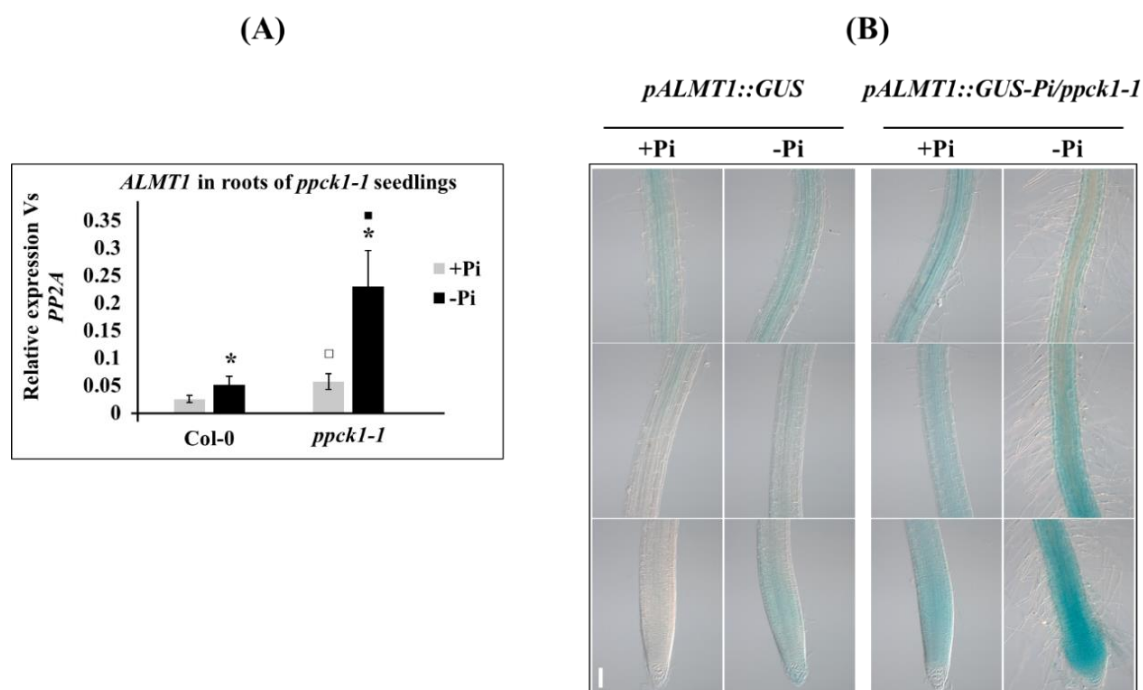 (A)
ALMT1 in roots of ppck1-1 seedlings
Relative expression Vs
PP2A
0.35
0.3
0.25
0.2
0.15
0.1
0.05
0
*
*
+Pi
-Pi
Col-0
ppck1-1
(B)
pALMT1::GUS
pALMT1::GUS-Pi/ppck1-1
+Pi
-Pi
+Pi
-Pi